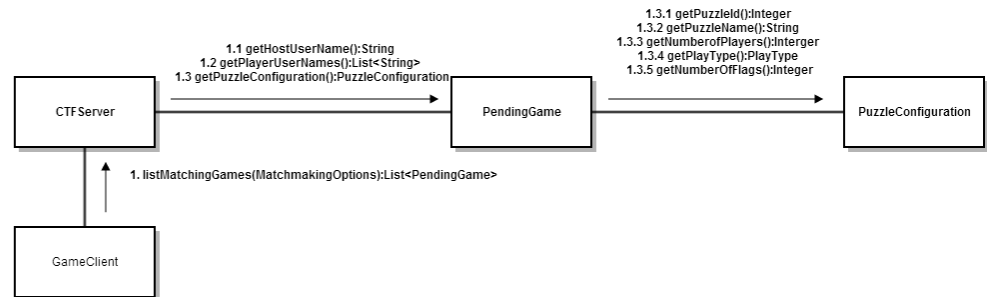 1.3.1 getPuzzleId():Integer
1.3.2 getPuzzleName():String
1.3.3 getNumberofPlayers():Interger
1.3.4 getPlayType():PlayType
1.3.5 getNumberOfFlags():Integer
1.1 getHostUserName():String
1.2 getPlayerUserNames():List<String>
1.3 getPuzzleConfiguration():PuzzleConfiguration
CTFServer
PendingGame
PuzzleConfiguration
1. listMatchingGames(MatchmakingOptions):List<PendingGame>
GameClient